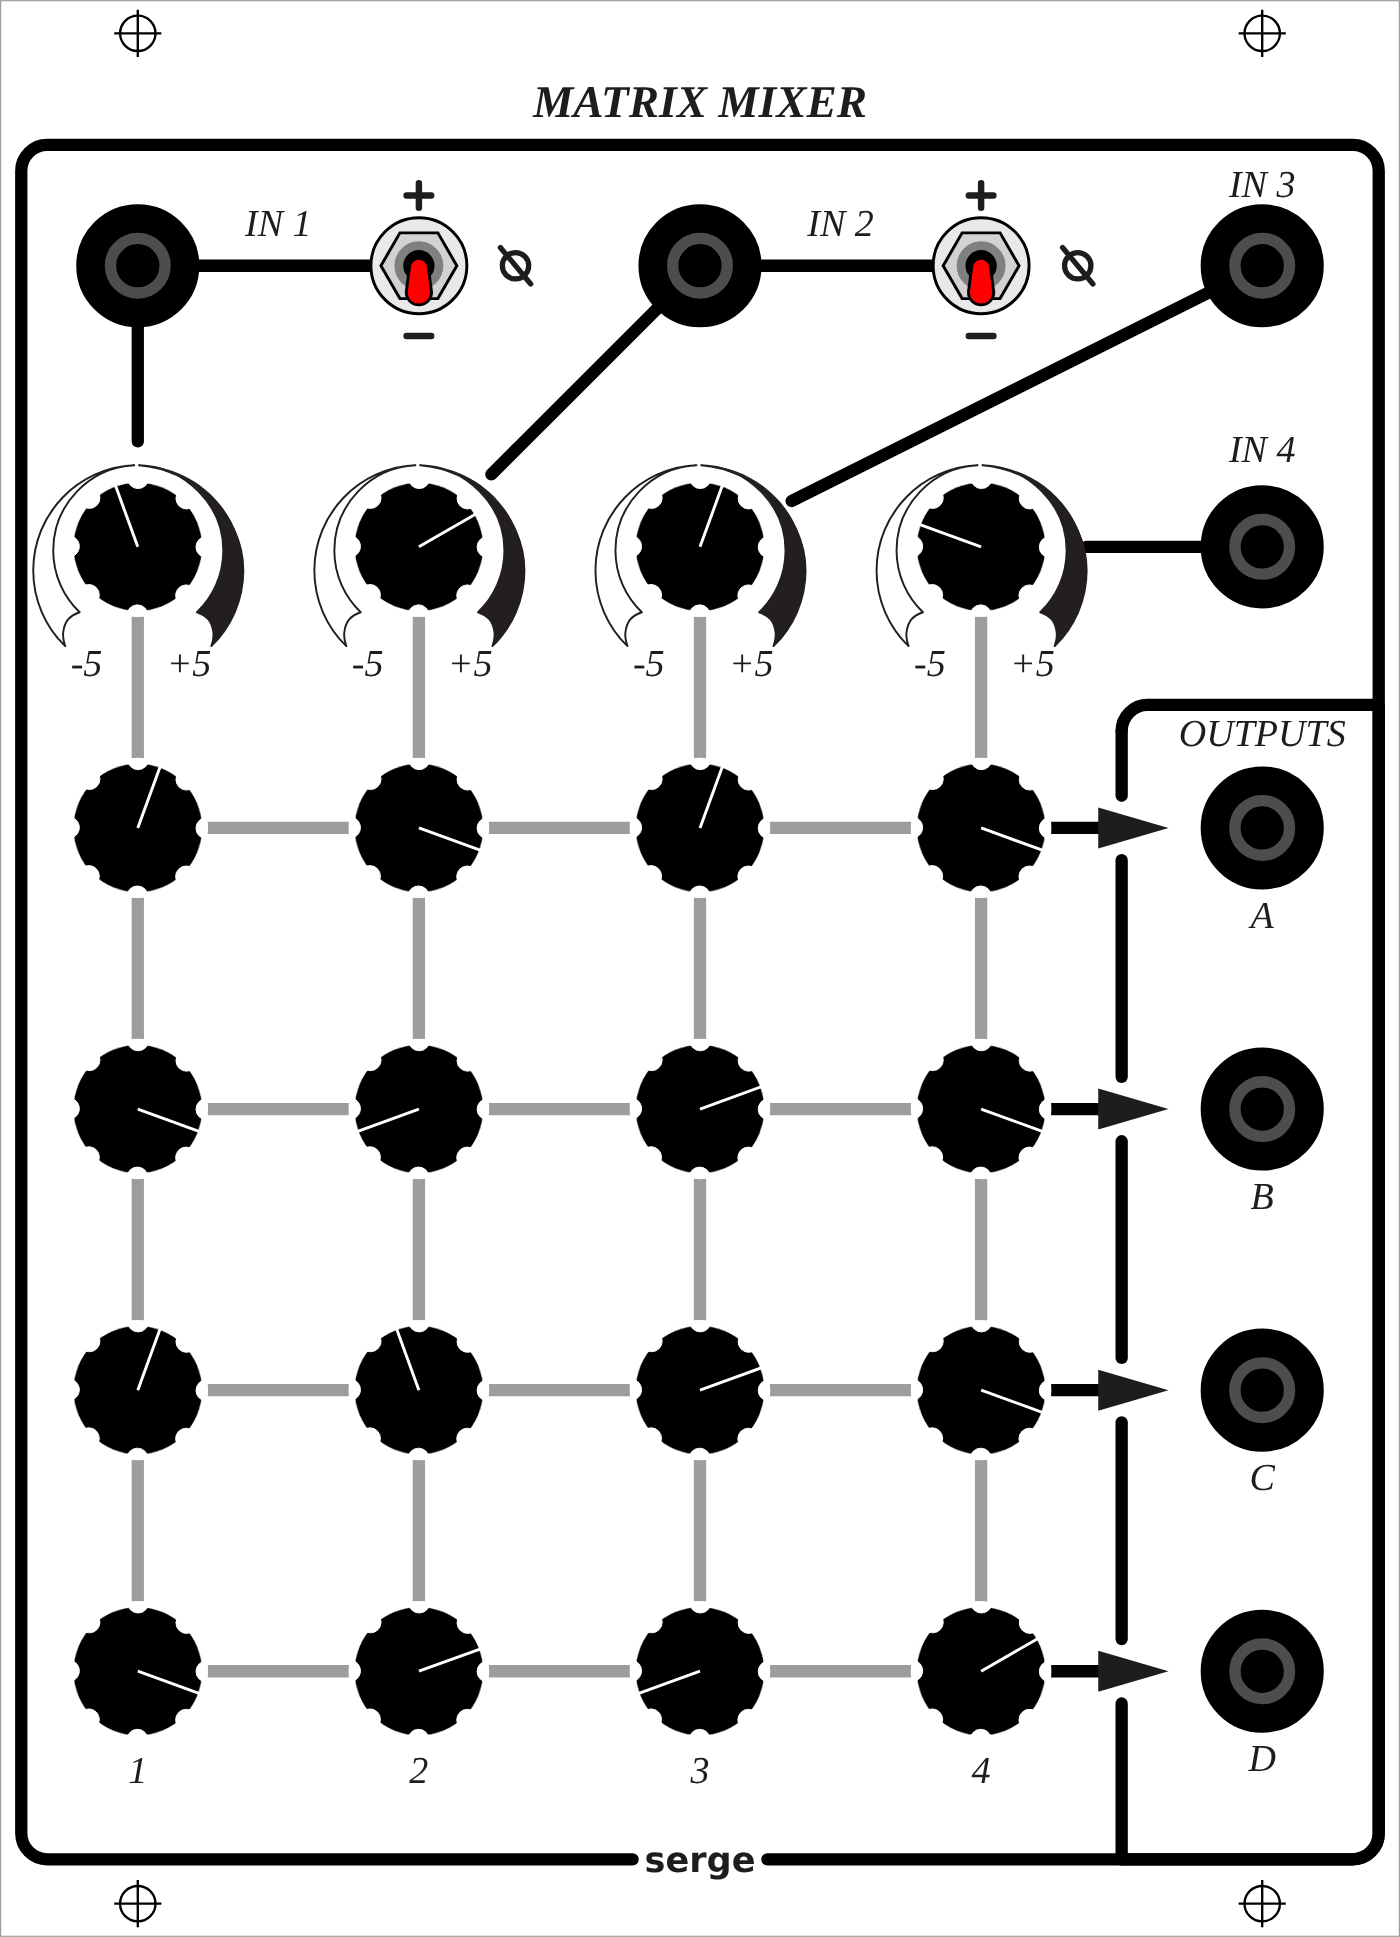 MATRIX MIXER
IN 1
+
Ø
−
IN 2
+
Ø
−
IN 3
IN 4
-5 +5
-5 +5
-5 +5
-5 +5
OUTPUTS
A
B
C
D
1 2 3 4
serge